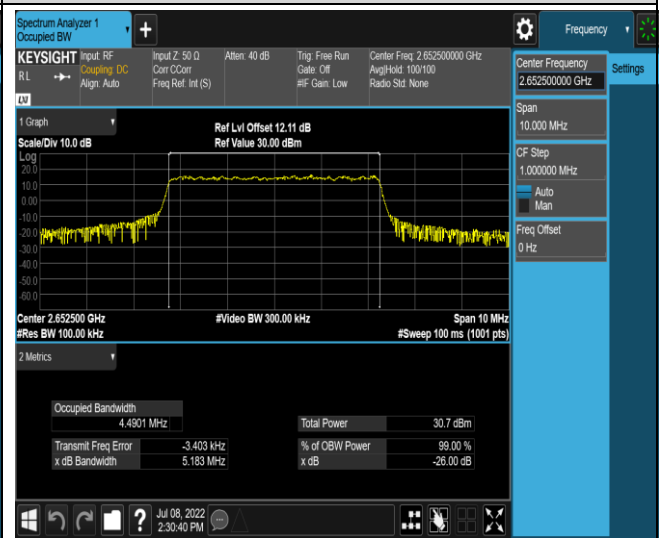 Spectrum Analyzer 1
Occupied BW
+
Frequency
KEYSIGHT Input: RF Input Z: 50 Ω Atten: 40 dB Trig: Free Run Center Freq: 2.652500000 GHz
RL Coupling: DC Corr CCorr Gate: Off Avg|Hold: 100/100
Align: Auto Freq Ref: Int (S) #IF Gain: Low Radio Std: None
LXI
Center Frequency
2.652500000 GHz
Settings
Span
10.000 MHz
CF Step
1.000000 MHz
Auto
Man
Freq Offset
0 Hz
1 Graph
Ref Lvl Offset 12.11 dB
Scale/Div 10.0 dB Ref Value 30.00 dBm
Log
20.0
10.0
0.00
-10.0
-20.0
-30.0
-40.0
-50.0
-60.0
Center 2.652500 GHz #Video BW 300.00 kHz Span 10 MHz
#Res BW 100.00 kHz #Sweep 100 ms (1001 pts)
2 Metrics
Occupied Bandwidth
4.4901 MHz Total Power 30.7 dBm
Transmit Freq Error -3.403 kHz % of OBW Power 99.00 %
x dB Bandwidth 5.183 MHz x dB -26.00 dB
? Jul 08, 2022
2:30:40 PM